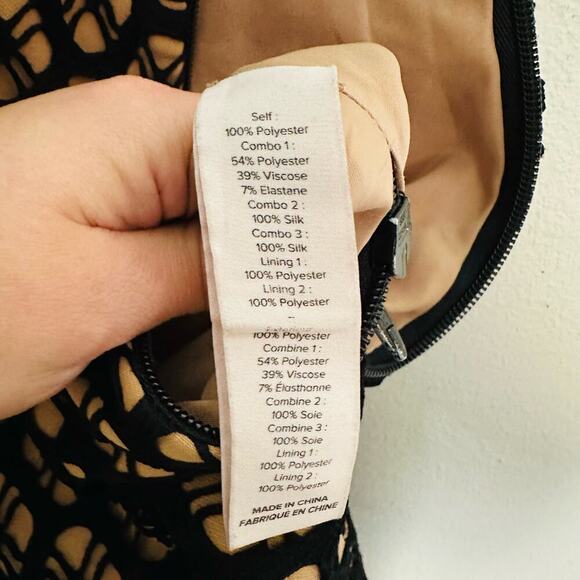 Self :
100% Polyester
Combo 1 :
54% Polyester
39% Viscose
7% Elastane
Combo 2 :
100% Silk
Combo 3 :
100% Silk
Lining 1 :
100% Polyester
Lining 2 :
100% Polyester
–
100% Polyester
Combine 1 :
54% Polyester
39% Viscose
7% Élasthanne
Combine 2 :
100% Soie
Combine 3 :
100% Soie
Lining 1 :
100% Polyester
Lining 2 :
100% Polyester
MADE IN CHINA
FABRIQUÉ EN CHINE